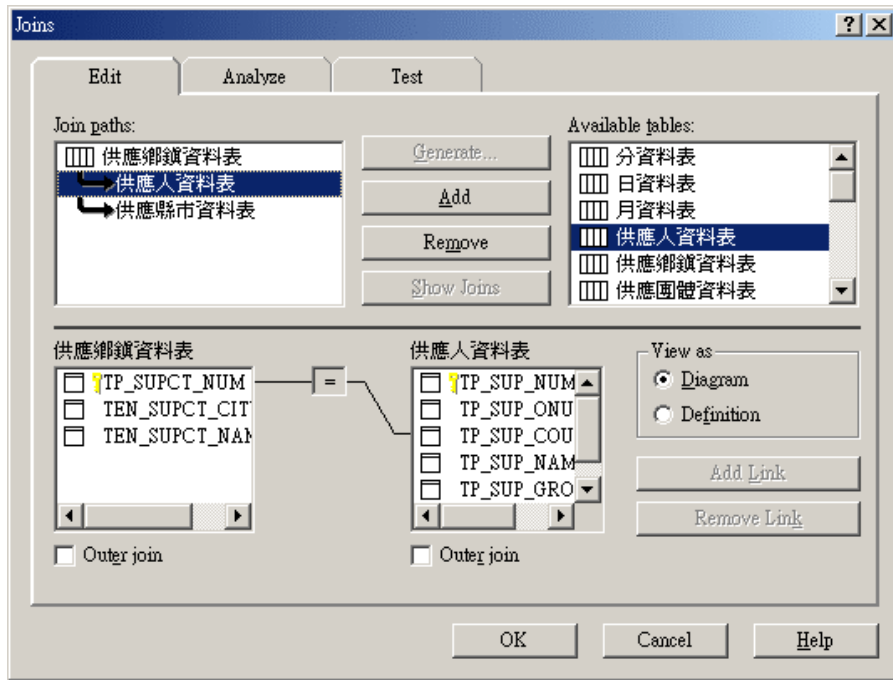 Joins
Edit
Analyze
Test
Join paths:
供應鄉鎮資料表
供應人資料表
供應縣市資料表
Generate...
Add
Remove
Show Joins
Available tables:
分資料表
日資料表
月資料表
供應人資料表
供應鄉鎮資料表
供應團體資料表
供應鄉鎮資料表
TP_SUPCT_NUM
TEN_SUPCT_CIT
TEN_SUPCT_NAM
=
供應人資料表
TP_SUP_NUM
TP_SUP_ONU
TP_SUP_COU
TP_SUP_NAM
TP_SUP_GRO
View as
Diagram
Definition
Add Link
Remove Link
Outer join
Outer join
OK
Cancel
Help